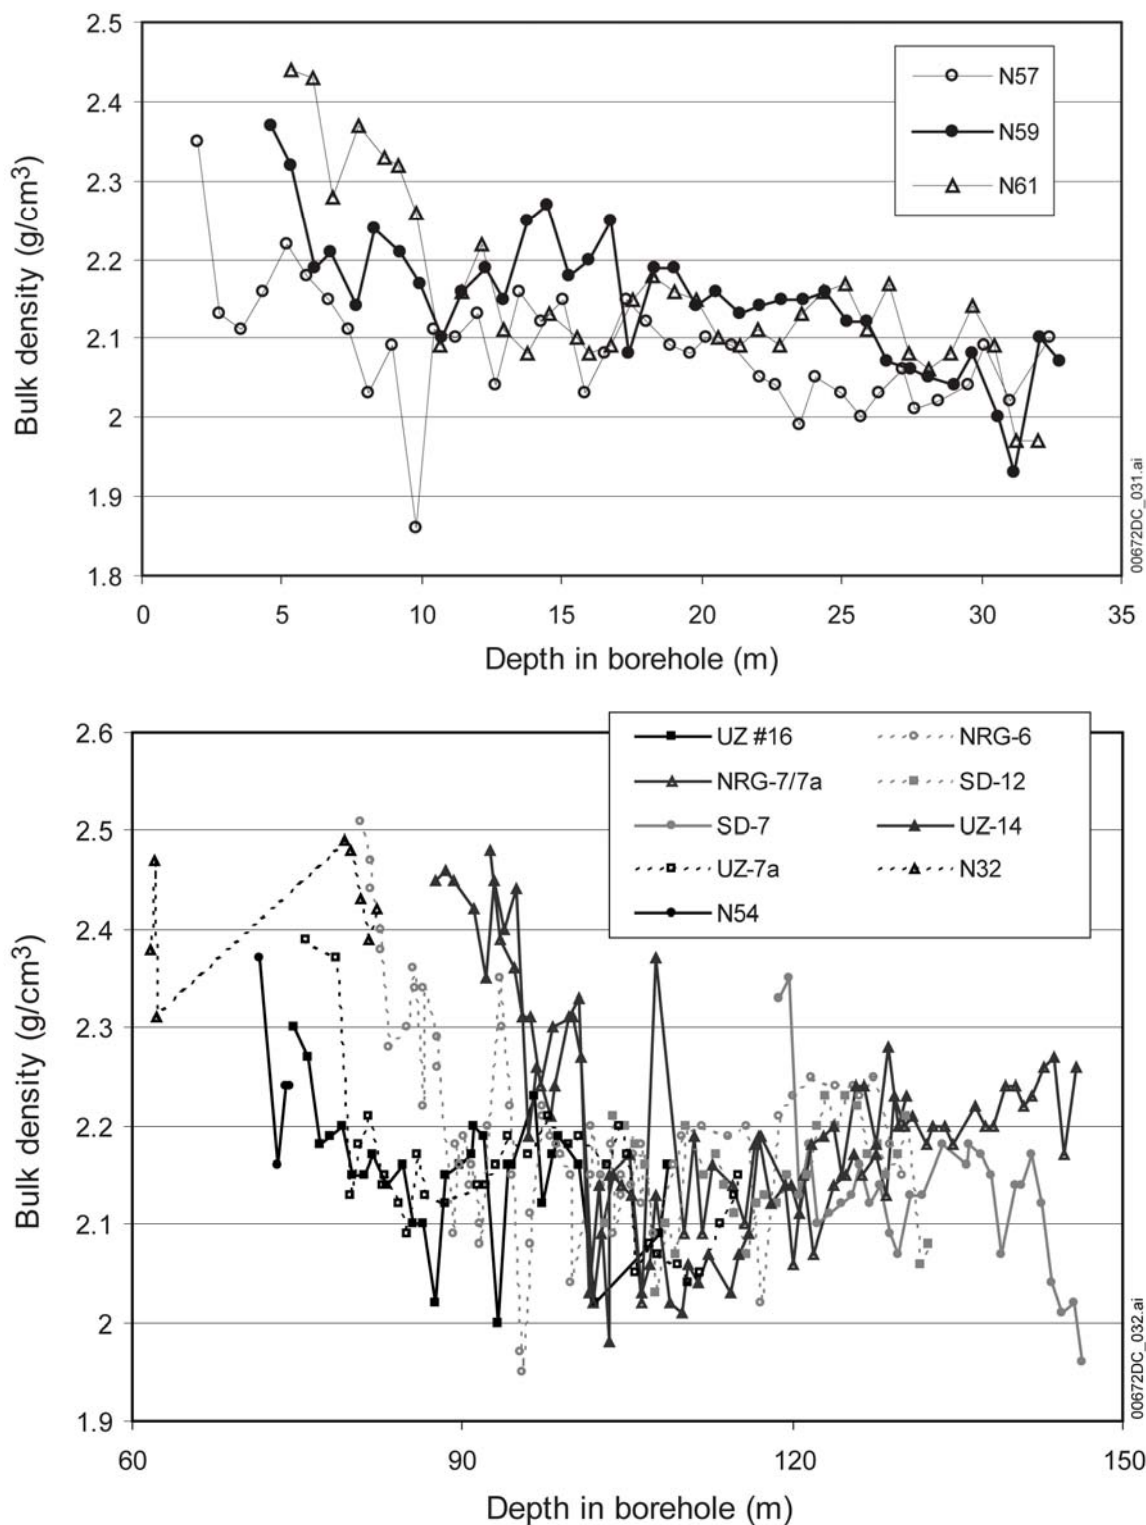 2.5
2.4
2.3
2.2
2.1
2
1.9
1.8
Bulk density (g/cm³)
N57
N59
N61
0 5 10 15 20 25 30 35
Depth in borehole (m)
00672DC_031.ai
2.6
2.5
2.4
2.3
2.2
2.1
2
1.9
Bulk density (g/cm³)
UZ #16 NRG-6
NRG-7/7a SD-12
SD-7 UZ-14
UZ-7a N32
N54
60 90 120 150
Depth in borehole (m)
00672DC_032.ai